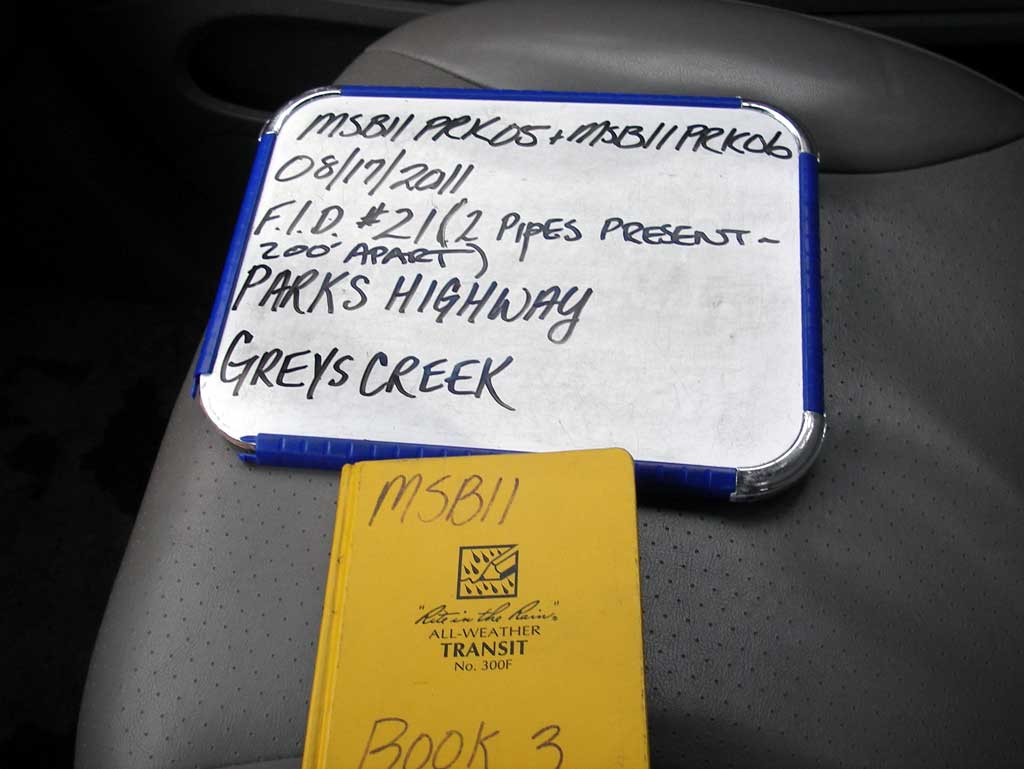 MSB11 PRK05 + MSB11 PRK06
08/17/2011
F.I.D. #21 (2 PIPES PRESENT -
200' APART)
PARKS HIGHWAY
GREYS CREEK
MSB11
"Rite in the Rain"®
ALL-WEATHER
TRANSIT
No. 300F
BOOK 3